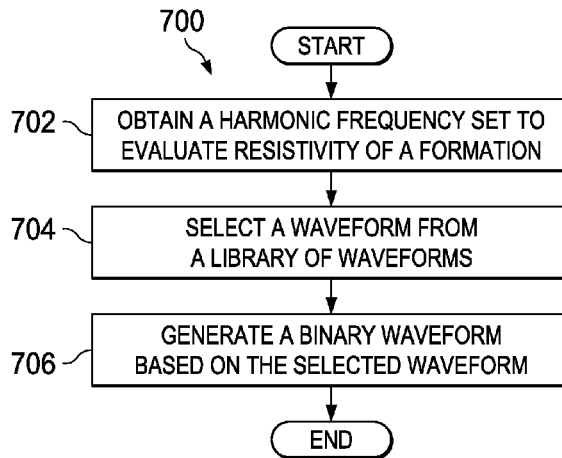 700
START
702
OBTAIN A HARMONIC FREQUENCY SET TO
EVALUATE RESISTIVITY OF A FORMATION
704
SELECT A WAVEFORM FROM
A LIBRARY OF WAVEFORMS
706
GENERATE A BINARY WAVEFORM
BASED ON THE SELECTED WAVEFORM
END